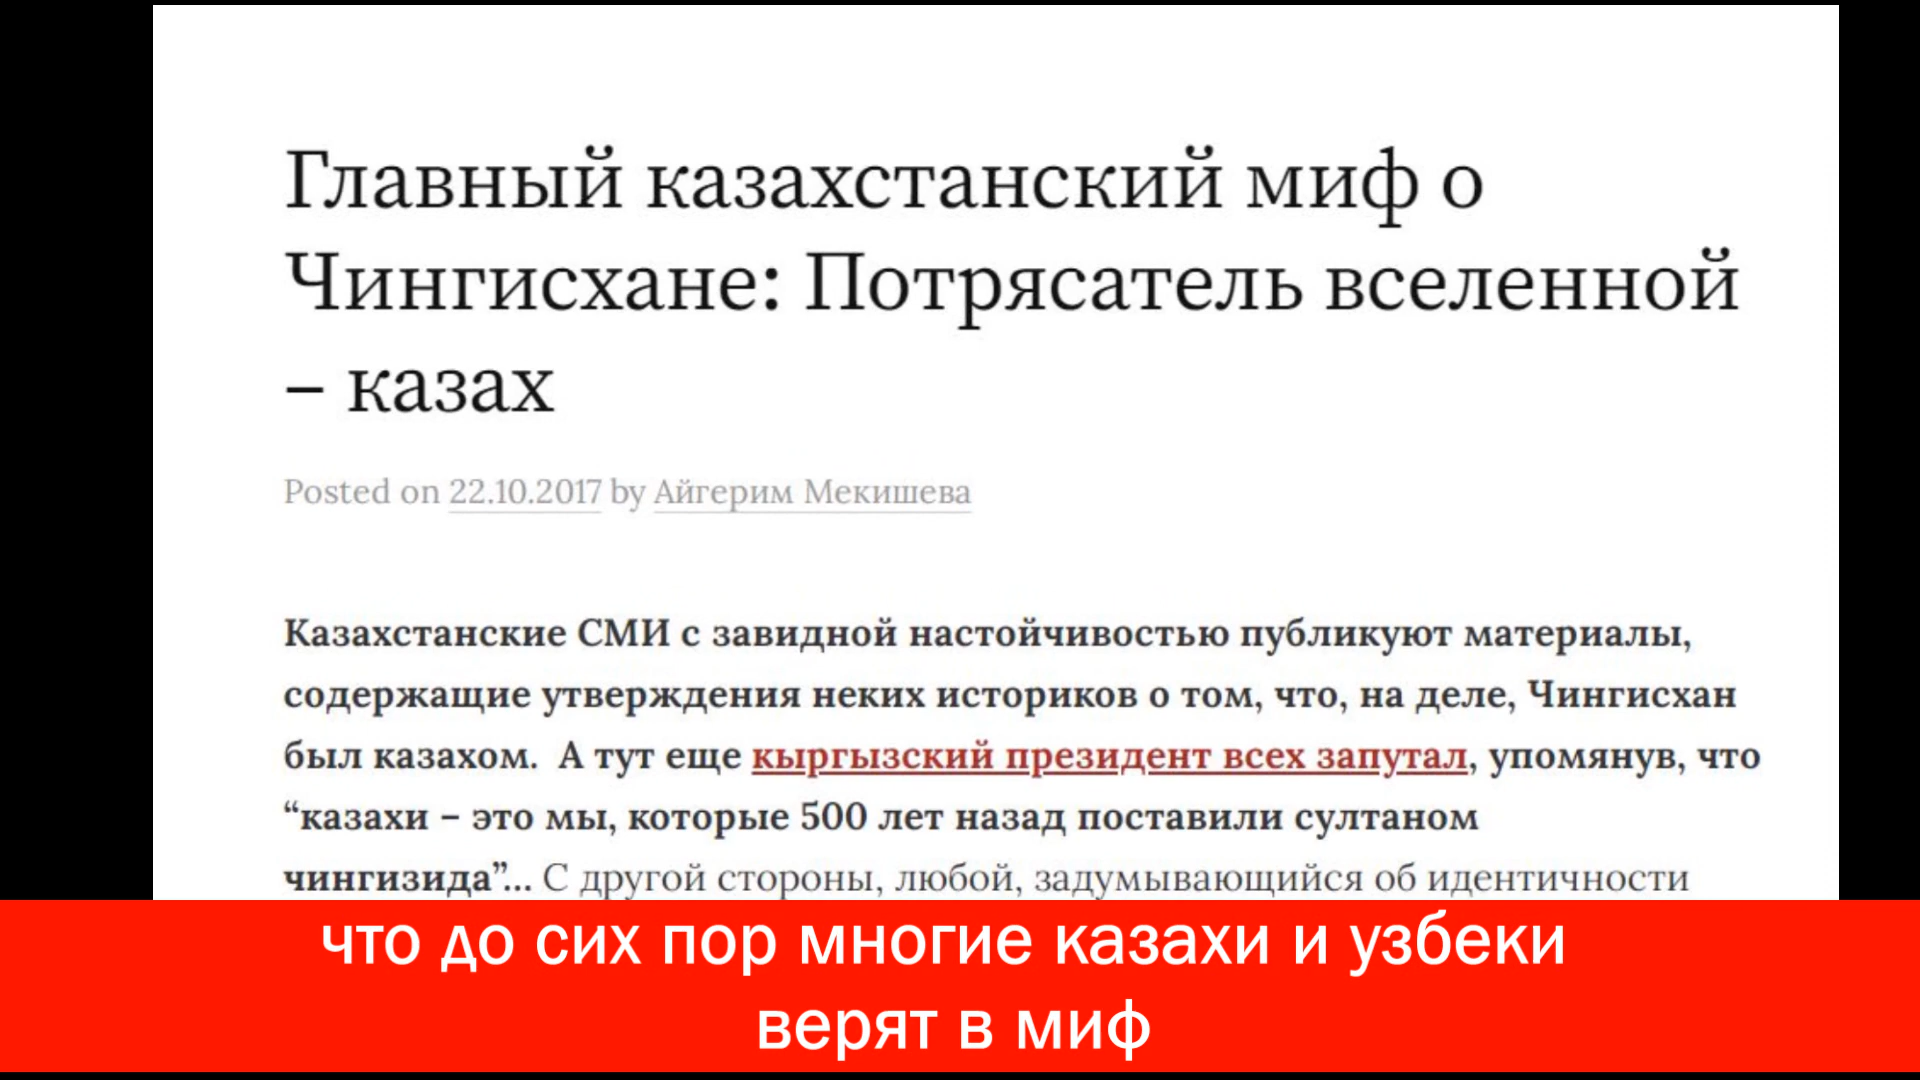 Главный казахстанский миф о
Чингисхане: Потрясатель вселенной
– казах
Posted on 22.10.2017 by Айгерим Мекишева
Казахстанские СМИ с завидной настойчивостью публикуют материалы,
содержащие утверждения неких историков о том, что, на деле, Чингисхан
был казахом.  А тут еще кыргызский президент всех запутал, упомянув, что
“казахи – это мы, которые 500 лет назад поставили султаном
чингизида”... С другой стороны, любой, задумывающийся об идентичности
что до сих пор многие казахи и узбеки
верят в миф